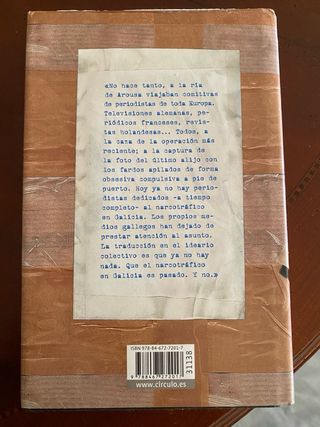 «No hace tanto, a la ría
de Arousa viajaban comitivas
de periodistas de toda Europa.
Televisiones alemanas, pe-
riódicos franceses, revis-
tas holandesas... Todos, a
la caza de la operación más
reciente; a la captura de
la foto del último alijo con
los fardos apilados de forma
obsesiva compulsiva a pie de
puerto. Hoy ya no hay perio-
distas dedicados -a tiempo
completo- al narcotráfico
en Galicia. Los propios me-
dios gallegos han dejado de
prestar atención al asunto.
La traducción en el ideario
colectivo es que ya no hay
nada. Que el narcotráfico
en Galicia es pasado. Y no.»
ISBN 978-84-672-7201-7
31138
9 788467 272017
www.circulo.es